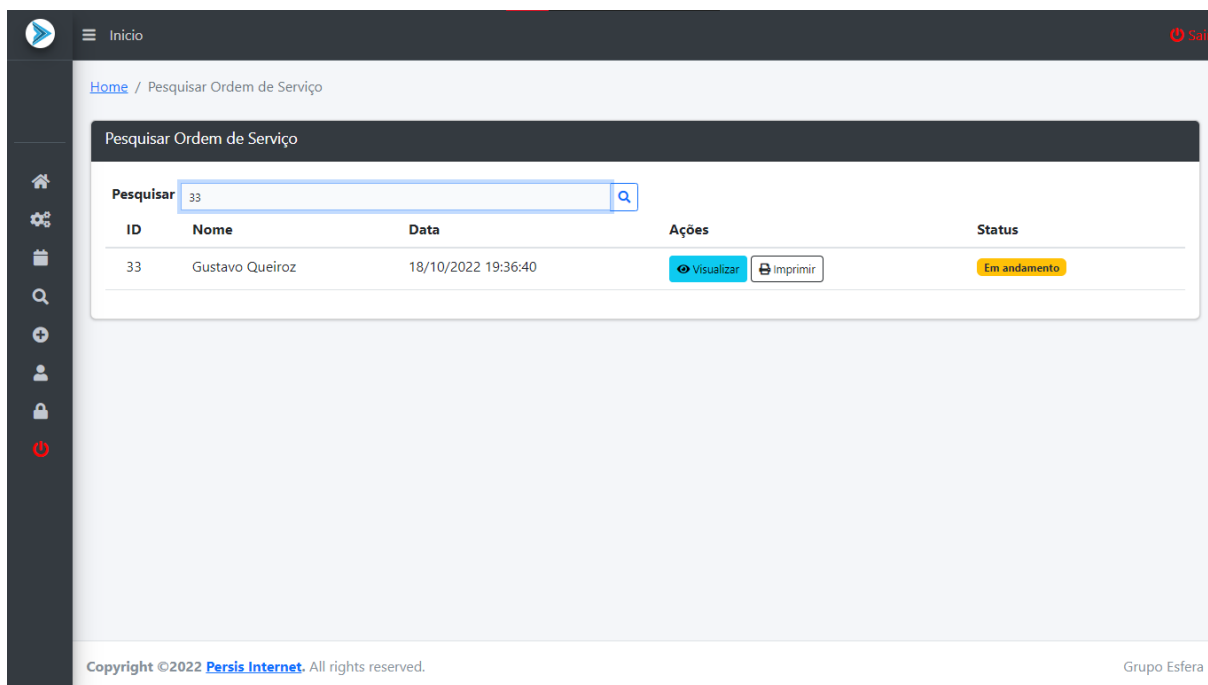 Inicio
Sai
Home / Pesquisar Ordem de Serviço
Pesquisar Ordem de Serviço
Pesquisar 33
ID Nome Data Ações Status
33 Gustavo Queiroz 18/10/2022 19:36:40 Visualizar Imprimir Em andamento
Copyright ©2022 Persis Internet. All rights reserved. Grupo Esfera